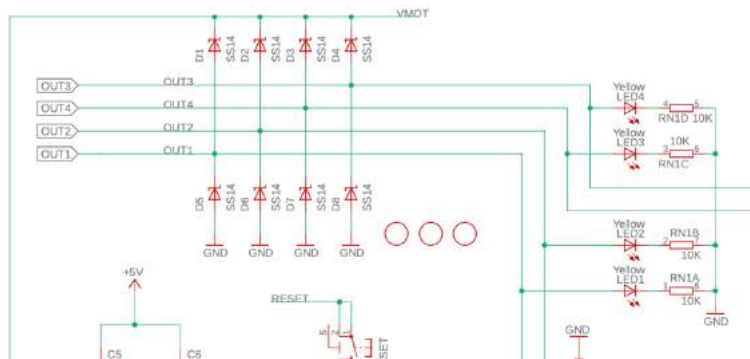 VMOT
D1 SS14 D2 SS14 D3 SS14 D4 SS14
OUT3 OUT3
OUT4 OUT4
OUT2 OUT2
OUT1 OUT1
Yellow
LED4 4 5
RN1D 10K
Yellow
LED3 10K
3 6
RN1C
D5 SS14 D6 SS14 D7 SS14 D8 SS14
GND GND GND GND
Yellow
LED2 RN1B
2 7
10K
Yellow
LED1 RN1A
1 8
10K
GND
+5V
RESET
GND
5 2 1
SET
C5 C6